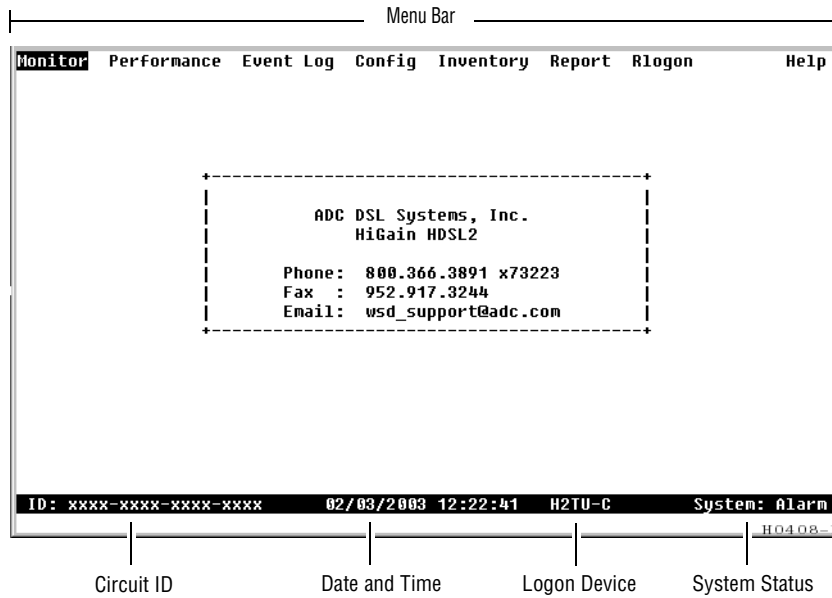 Menu Bar
Monitor Performance Event Log Config Inventory Report Rlogon Help
ADC DSL Systems, Inc.
HiGain HDSL2
Phone: 800.366.3891 x73223
Fax : 952.917.3244
Email: wsd_support@adc.com
ID: xxxx-xxxx-xxxx-xxxx 02/03/2003 12:22:41 H2TU-C System: Alarm
H0408-
Circuit ID Date and Time Logon Device System Status